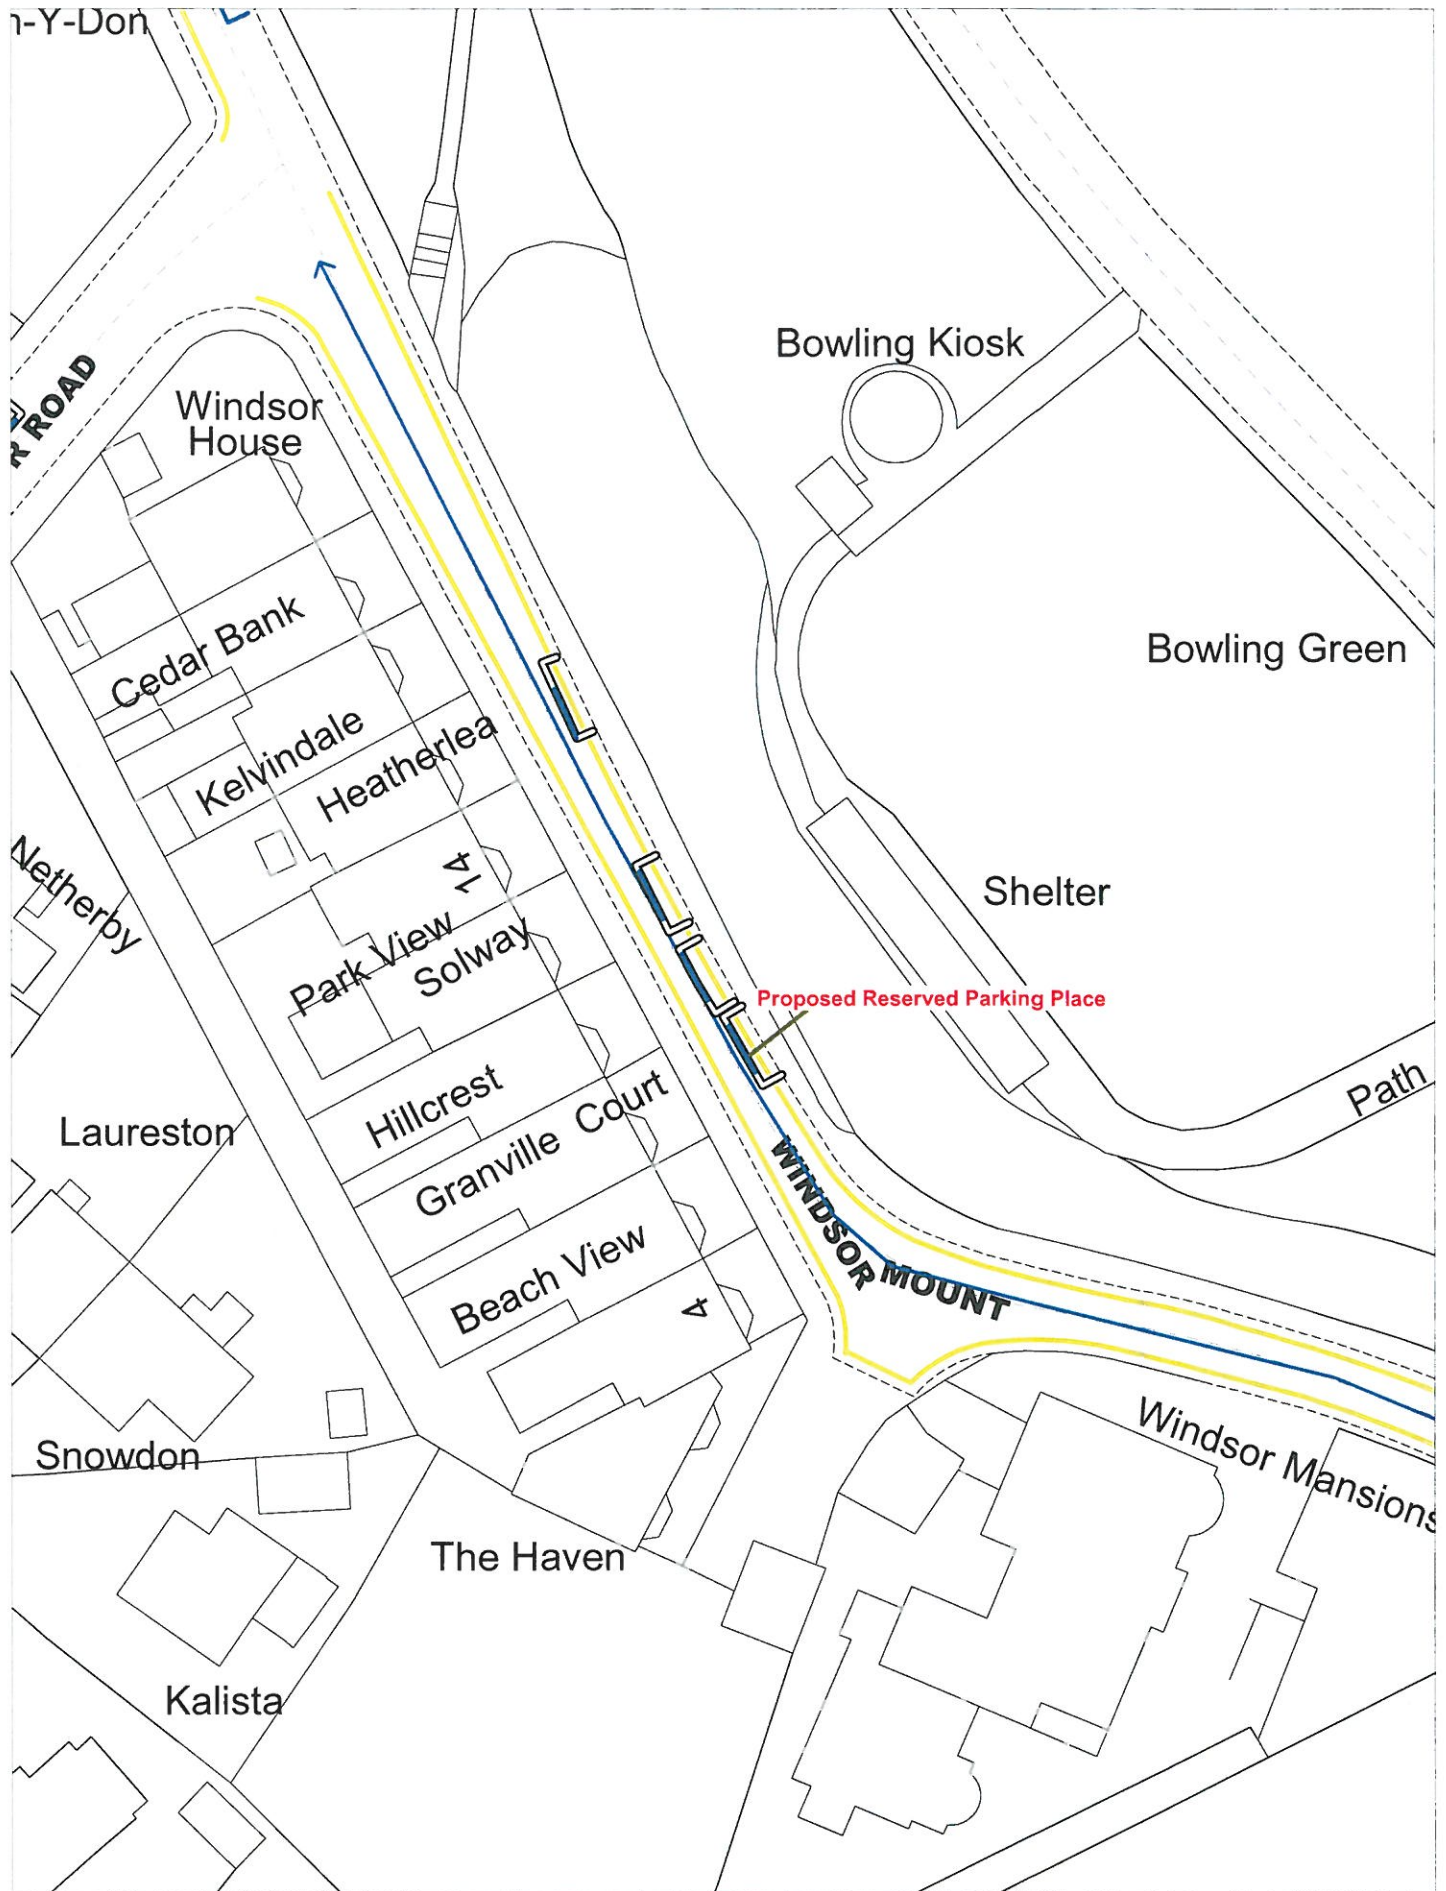 n-Y-Don
Bowling Kiosk
R ROAD
Windsor
House
Cedar Bank
Bowling Green
Kelvindale
Heatherlea
Netherby
14
Shelter
Park View
Solway
Proposed Reserved Parking Place
Path
Hillcrest
Laureston
Granville Court
WINDSOR MOUNT
Beach View
4
Windsor Mansions
Snowdon
The Haven
Kalista